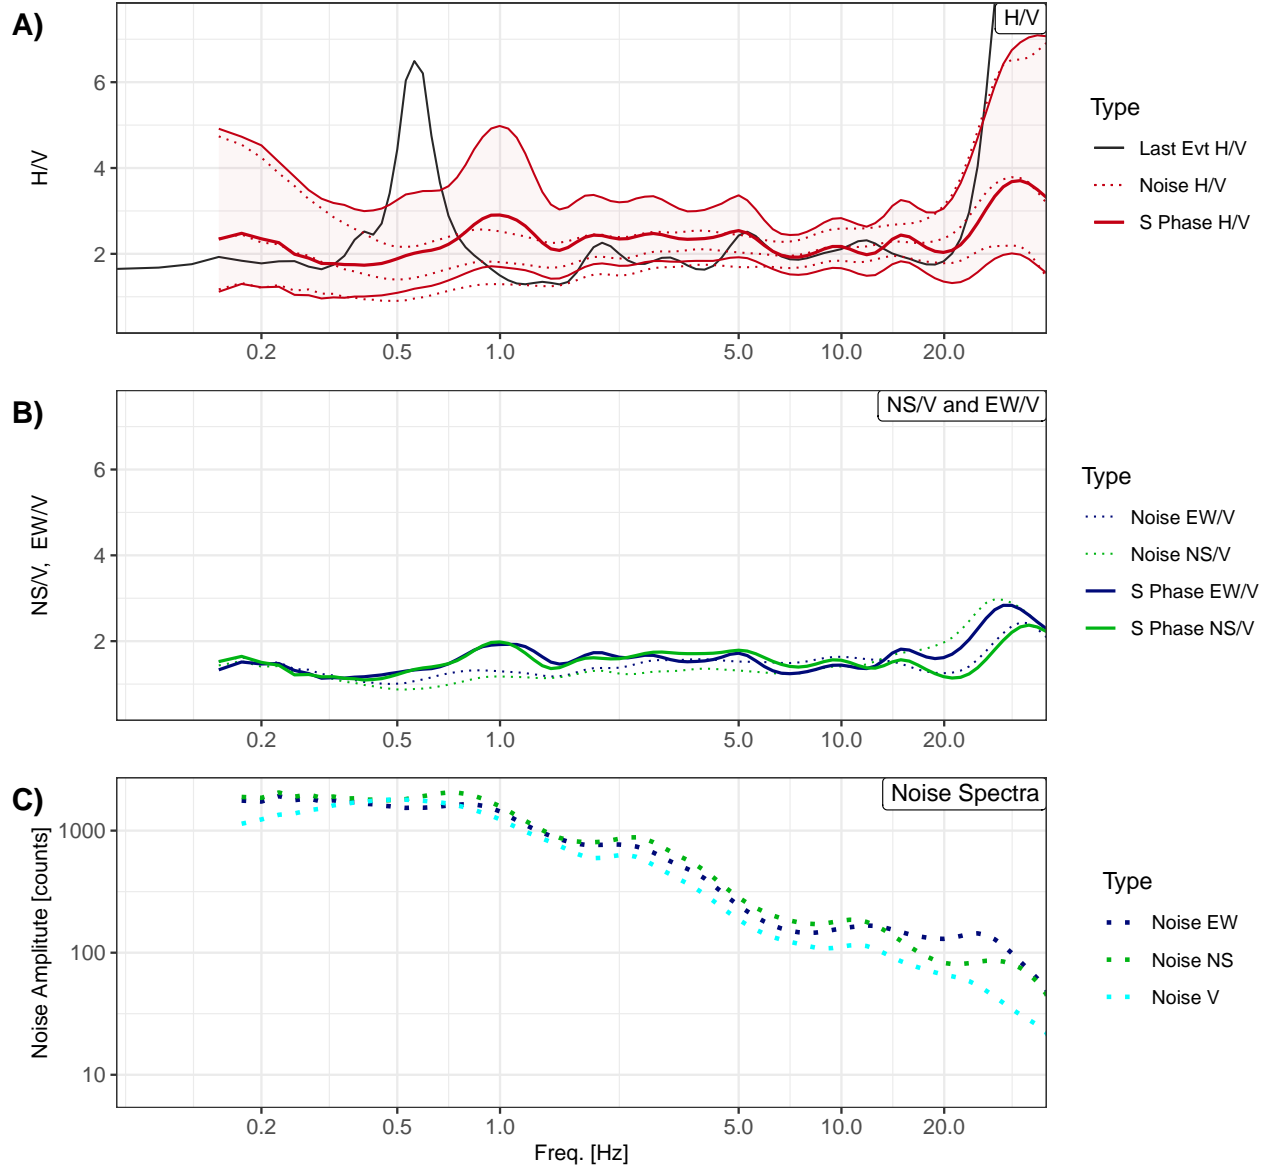 A)
H/V
H/V
6
4
2
0.2 0.5 1.0 5.0 10.0 20.0
Type
Last Evt H/V
Noise H/V
S Phase H/V
B)
NS/V and EW/V
NS/V, EW/V
6
4
2
0.2 0.5 1.0 5.0 10.0 20.0
Type
Noise EW/V
Noise NS/V
S Phase EW/V
S Phase NS/V
C)
Noise Spectra
Noise Amplitute [counts]
1000
100
10
0.2 0.5 1.0 5.0 10.0 20.0
Freq. [Hz]
Type
Noise EW
Noise NS
Noise V